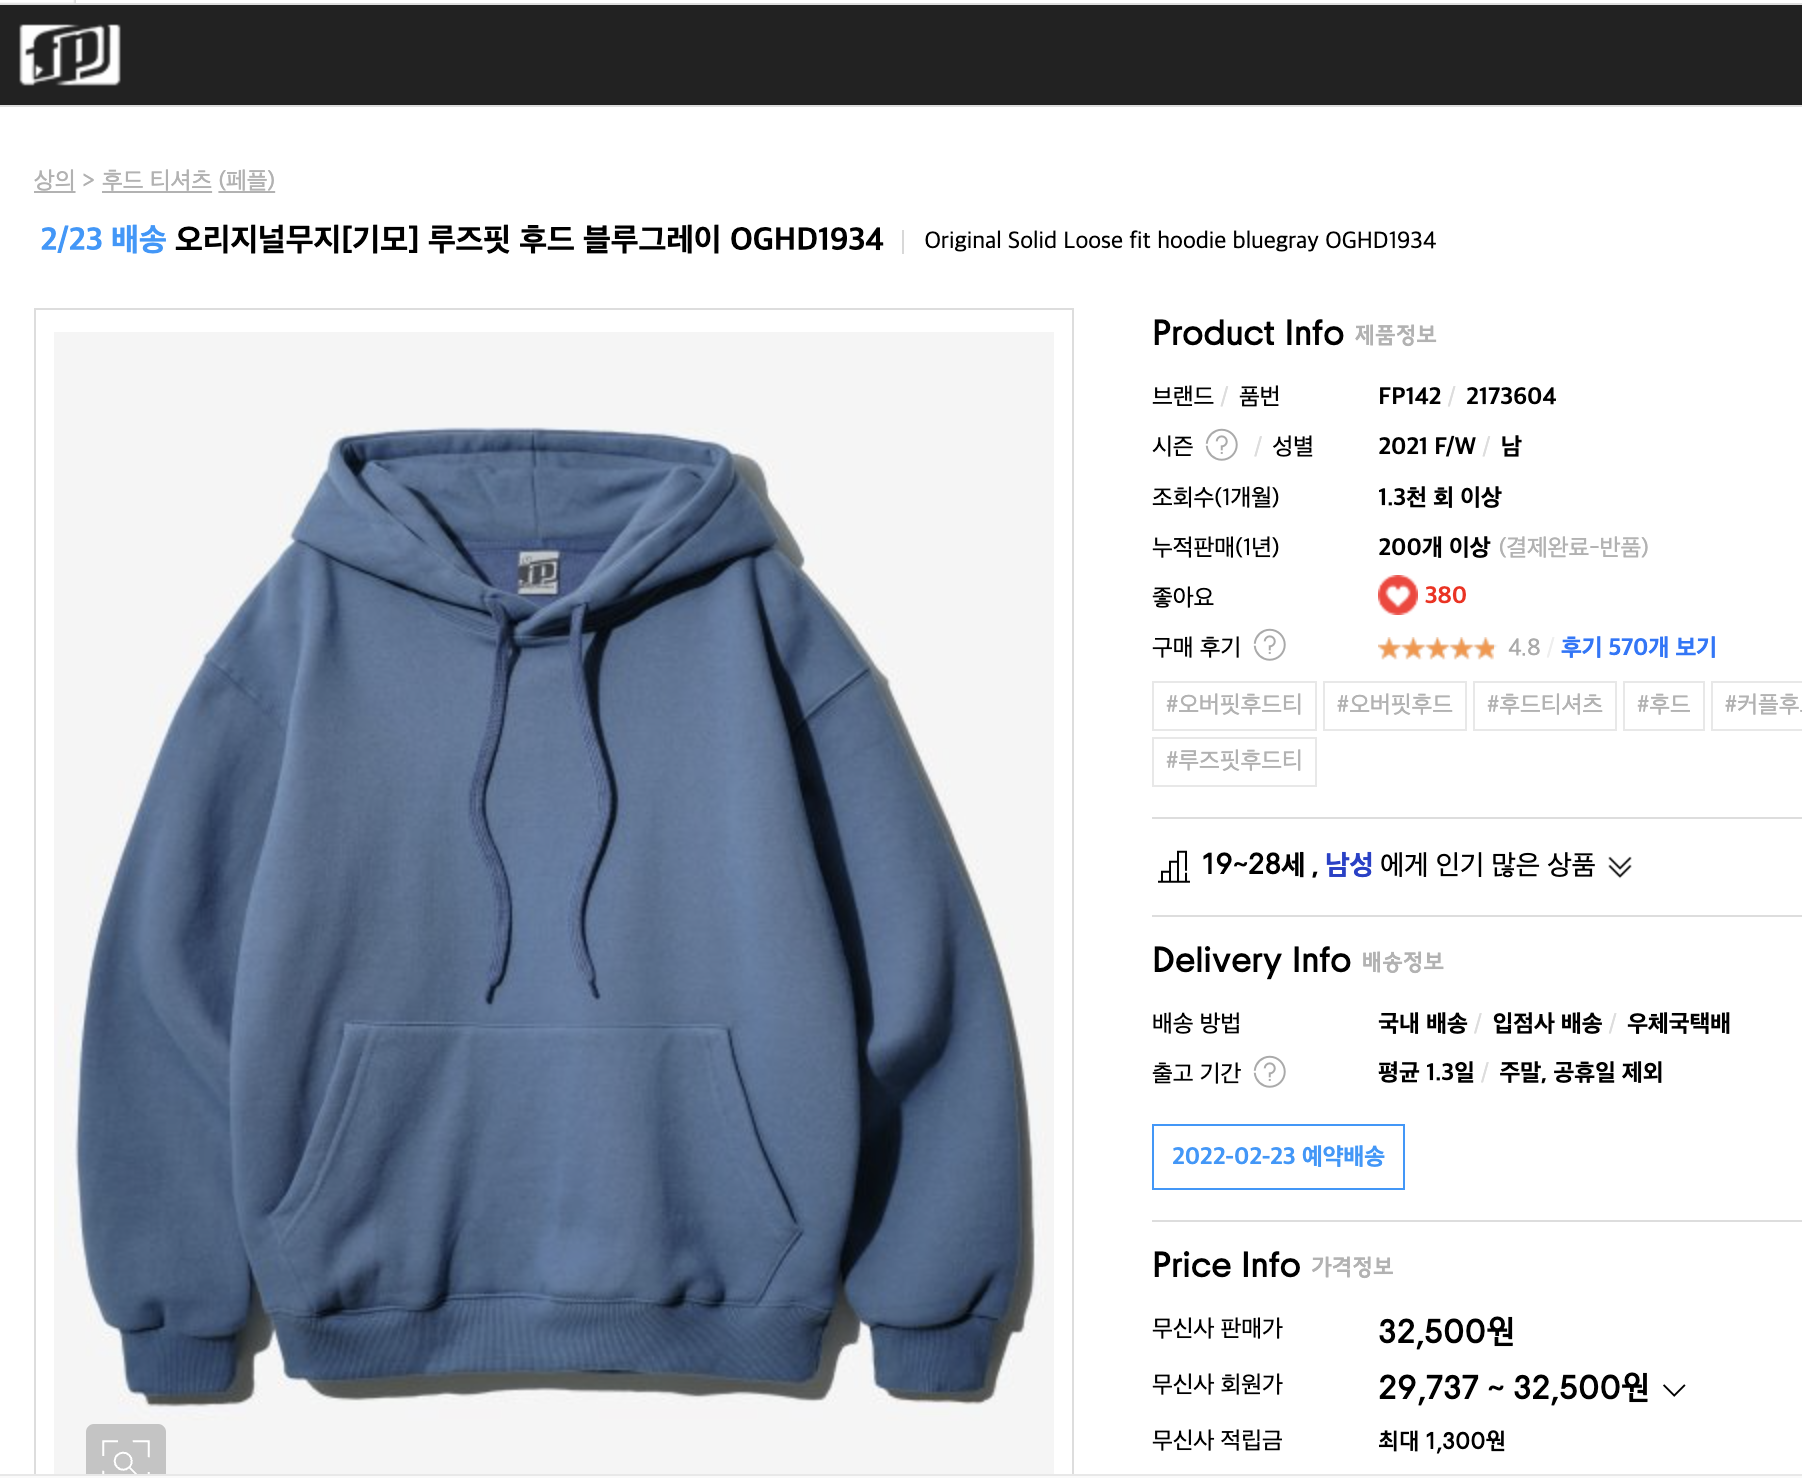 fp
상의 > 후드 티셔츠 (페플)
2/23 배송 오리지널무지[기모] 루즈핏 후드 블루그레이 OGHD1934 | Original Solid Loose fit hoodie bluegray OGHD1934
Product Info 제품정보
브랜드 / 품번 FP142 / 2173604
시즌 ? / 성별 2021 F/W / 남
조회수(1개월) 1.3천 회 이상
누적판매(1년) 200개 이상 (결제완료-반품)
좋아요 380
구매 후기 ? ★★★★★ 4.8 / 후기 570개 보기
#오버핏후드티 #오버핏후드 #후드티셔츠 #후드 #커플후
#루즈핏후드티
19~28세 , 남성 에게 인기 많은 상품
Delivery Info 배송정보
배송 방법 국내 배송 / 입점사 배송 / 우체국택배
출고 기간 ? 평균 1.3일 / 주말, 공휴일 제외
2022-02-23 예약배송
Price Info 가격정보
무신사 판매가 32,500원
무신사 회원가 29,737 ~ 32,500원
무신사 적립금 최대 1,300원